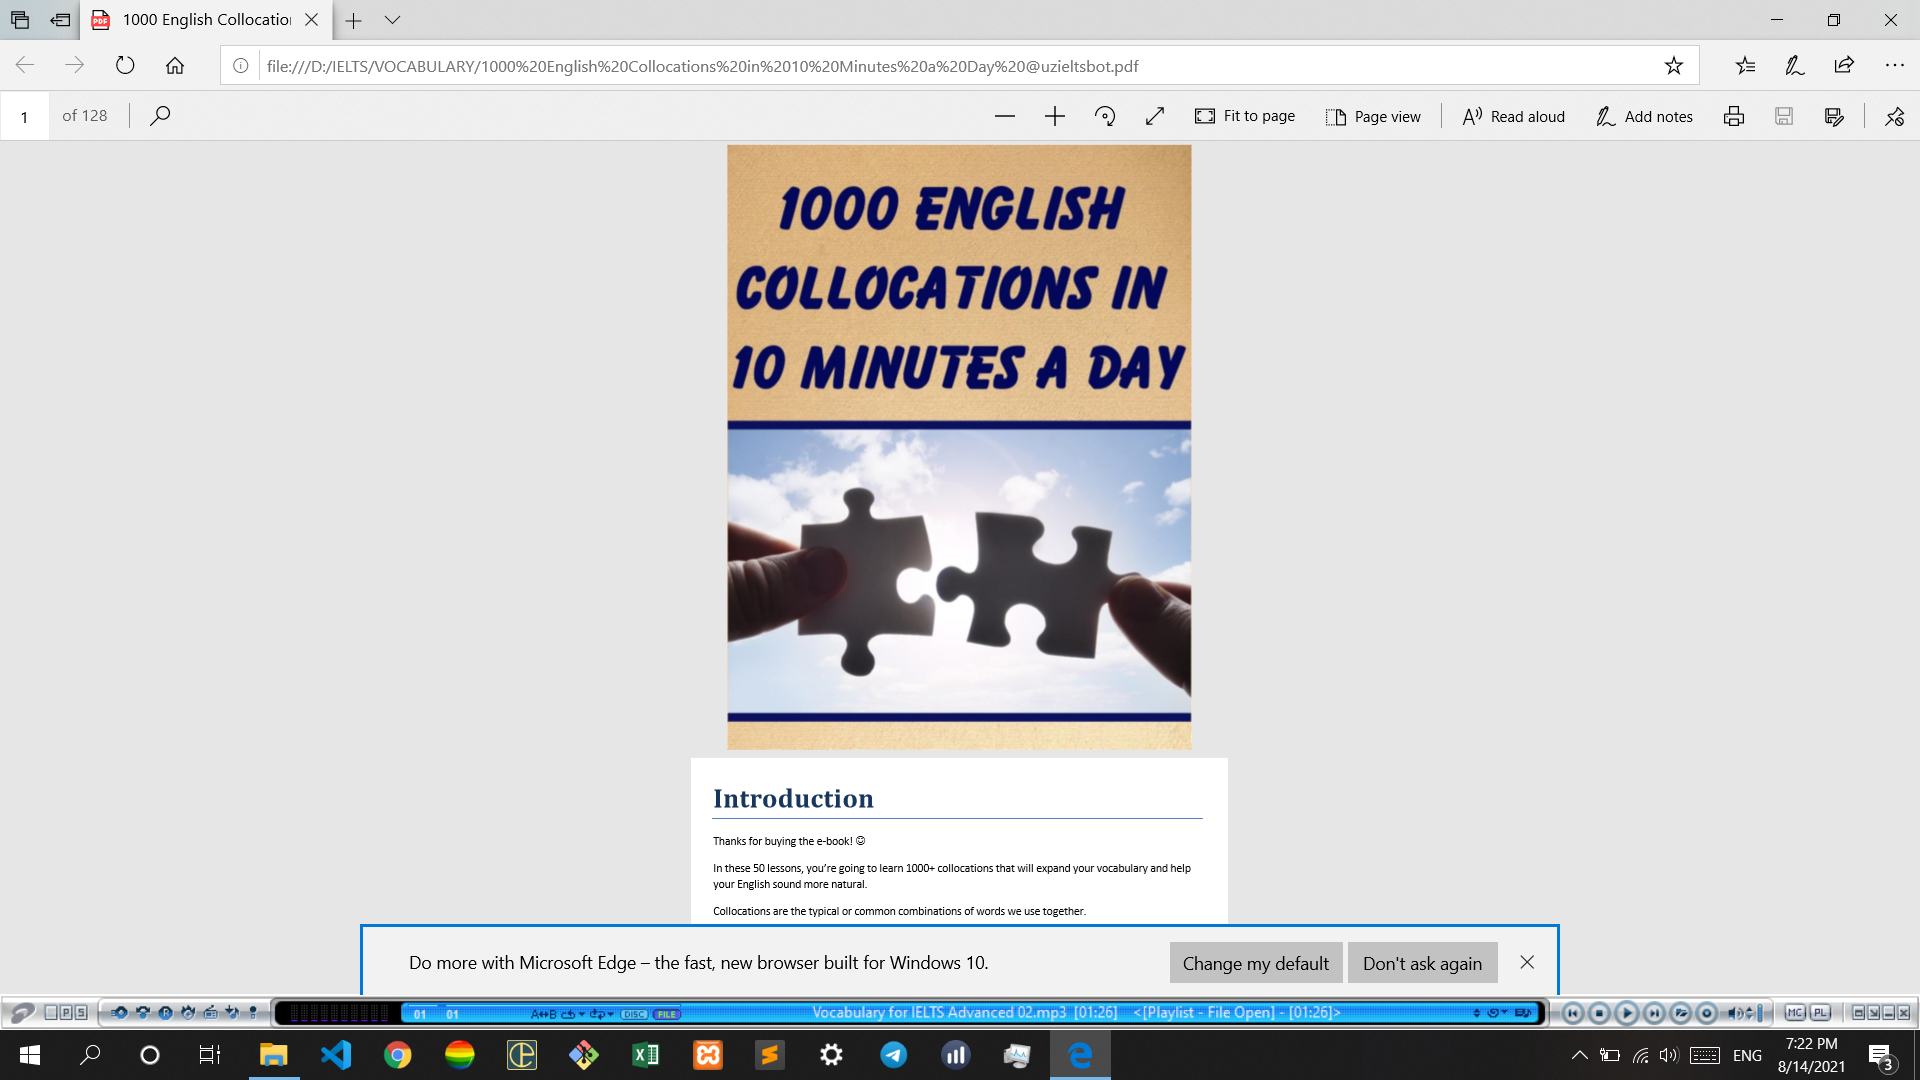 1000 English Collocation
file:///D:/IELTS/VOCABULARY/1000%20English%20Collocations%20in%2010%20Minutes%20a%20Day%20@uzieltsbot.pdf
1 of 128 Fit to page Page view Read aloud Add notes
1000 ENGLISH
COLLOCATIONS IN
10 MINUTES A DAY
Introduction
Thanks for buying the e-book! ☺
In these 50 lessons, you're going to learn 1000+ collocations that will expand your vocabulary and help
your English sound more natural.
Collocations are the typical or common combinations of words we use together.
Do more with Microsoft Edge – the fast, new browser built for Windows 10. Change my default Don't ask again
P S 01 01 A↔B DISC FILE Vocabulary for IELTS Advanced 02.mp3 [01:26] <[Playlist - File Open] - [01:26]> MC PL
ENG
7:22 PM
8/14/2021
3